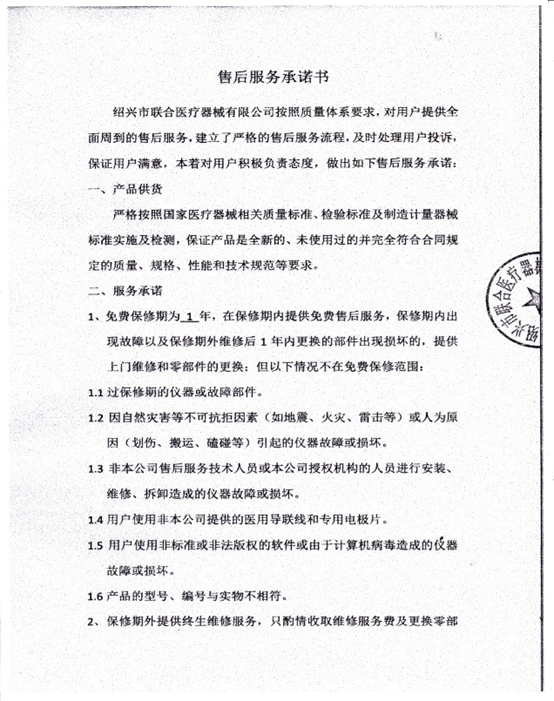 售后服务承诺书
绍兴市联合医疗器械有限公司按照质量体系要求，对用户提供全
面周到的售后服务，建立了严格的售后服务流程，及时处理用户投诉，
保证用户满意，本着对用户积极负责态度，做出如下售后服务承诺：
一、产品供货
严格按照国家医疗器械相关质量标准、检验标准及制造计量器械
标准实施及检测，保证产品是全新的、未使用过的并完全符合合同规
定的质量、规格、性能和技术规范等要求。
二、服务承诺
1、免费保修期为 1 年，在保修期内提供免费售后服务，保修期内出
现故障以及保修期外维修后 1 年内更换的部件出现损坏的，提供
上门维修和零部件的更换；但以下情况不在免费保修范围：
1.1 过保修期的仪器或故障部件。
1.2 因自然灾害等不可抗拒因素（如地震、火灾、雷击等）或人为原
因（划伤、搬运、磕碰等）引起的仪器故障或损坏。
1.3 非本公司售后服务技术人员或本公司授权机构的人员进行安装、
维修、拆卸造成的仪器故障或损坏。
1.4 用户使用非本公司提供的医用导联线和专用电极片。
1.5 用户使用非标准或非法版权的软件或由于计算机病毒造成的仪器
故障或损坏。
1.6 产品的型号、编号与实物不相符。
2、保修期外提供终生维修服务，只酌情收取维修服务费及更换零部
绍兴市联合医疗器械